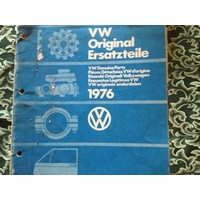 VW
Original
Ersatzteile
VW Genuine Parts
Pièces Détachées VW d'origine
Ricambi Originali Volkswagen
Repuestos Legítimos VW
VW originele onderdelen
1976
VW